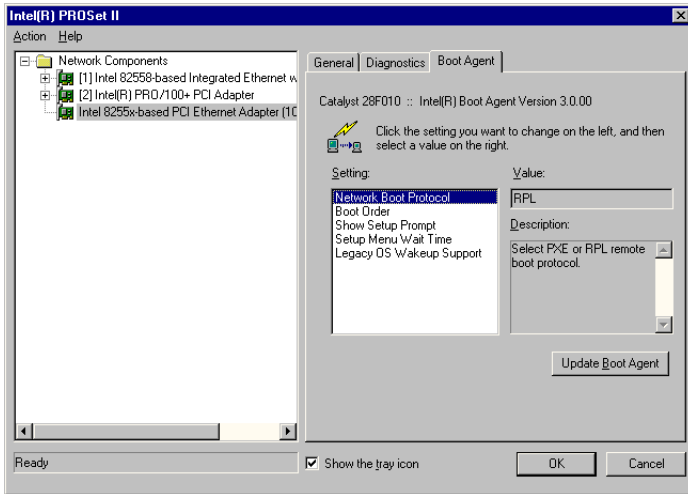 Intel(R) PROSet II
Action Help
Network Components
[1] Intel 82558-based Integrated Ethernet w
[2] Intel(R) PRO/100+ PCI Adapter
Intel 8255x-based PCI Ethernet Adapter (10
General Diagnostics Boot Agent
Catalyst 28F010 :: Intel(R) Boot Agent Version 3.0.00
Click the setting you want to change on the left, and then
select a value on the right.
Setting: Value:
Network Boot Protocol
Boot Order
Show Setup Prompt
Setup Menu Wait Time
Legacy OS Wakeup Support
RPL
Description:
Select PXE or RPL remote
boot protocol.
Update Boot Agent
Ready
Show the tray icon
OK Cancel